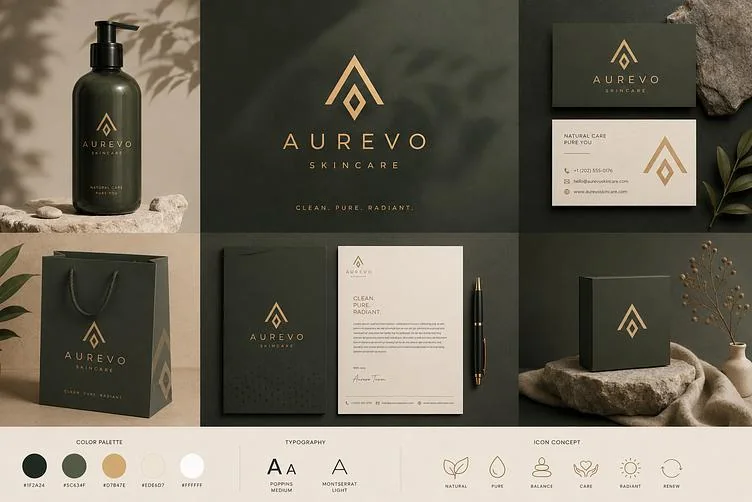 AUREVO
SKINCARE
NATURAL CARE
PURE YOU
AUREVO
SKINCARE
CLEAN. PURE. RADIANT.
AUREVO
SKINCARE
NATURAL CARE
PURE YOU
+1 (202) 555-0176
hello@aurevoskincare.com
www.aurevoskincare.com
AUREVO
SKINCARE
CLEAN. PURE. RADIANT.
AUREVO
SKINCARE
AUREVO
CLEAN.
PURE.
RADIANT.
Aurevo Team
COLOR PALETTE
#1F2A24
#5C634F
#D7B47E
#EDE6D7
#FFFFFF
TYPOGRAPHY
AA
POPPINS
MEDIUM
A
MONTSERRAT
LIGHT
ICON CONCEPT
NATURAL
PURE
BALANCE
CARE
RADIANT
RENEW